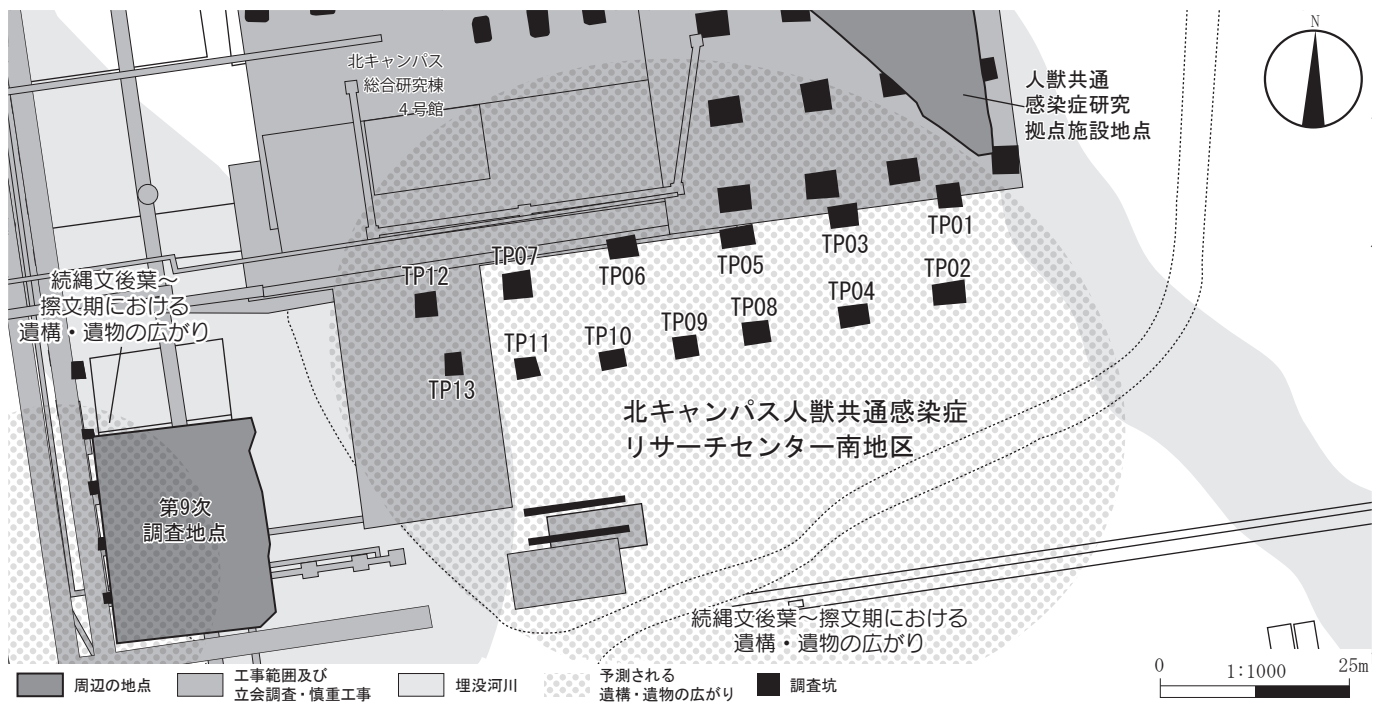 N
北キャンパス
総合研究棟
4号館
人獣共通
感染症研究
拠点施設地点
TP01
TP03
TP05
TP06
TP07
TP12
TP02
TP04
TP08
TP09
TP10
TP11
TP13
続縄文後葉～
擦文期における
遺構・遺物の広がり
北キャンパス人獣共通感染症
リサーチセンター南地区
第9次
調査地点
続縄文後葉～擦文期における
遺構・遺物の広がり
周辺の地点
工事範囲及び
立会調査・慎重工事
埋没河川
予測される
遺構・遺物の広がり
調査坑
0 1:1000 25m